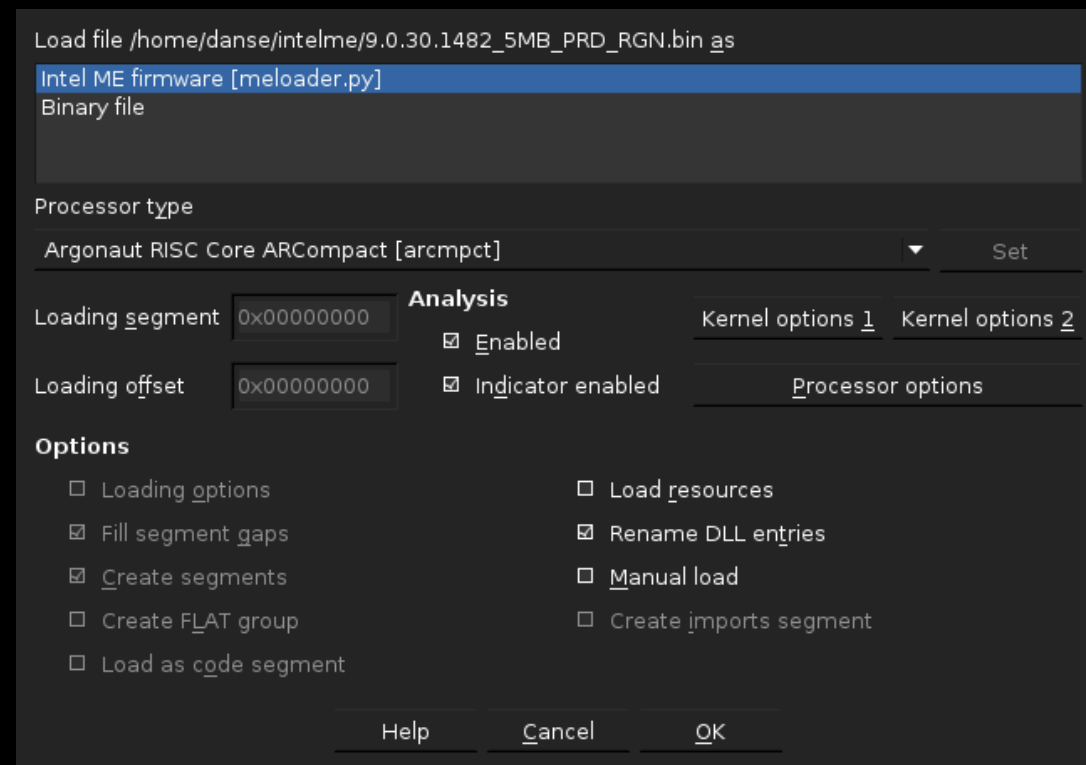 Load file /home/danse/intelme/9.0.30.1482_5MB_PRD_RGN.bin as
Intel ME firmware [meloader.py]
Binary file
Processor type
Argonaut RISC Core ARCompact [arcmpct]
Set
Loading segment 0x00000000
Loading offset 0x00000000
Analysis
Enabled
Indicator enabled
Kernel options 1 Kernel options 2
Processor options
Options
Loading options
Fill segment gaps
Create segments
Create FLAT group
Load as code segment
Load resources
Rename DLL entries
Manual load
Create imports segment
Help Cancel OK